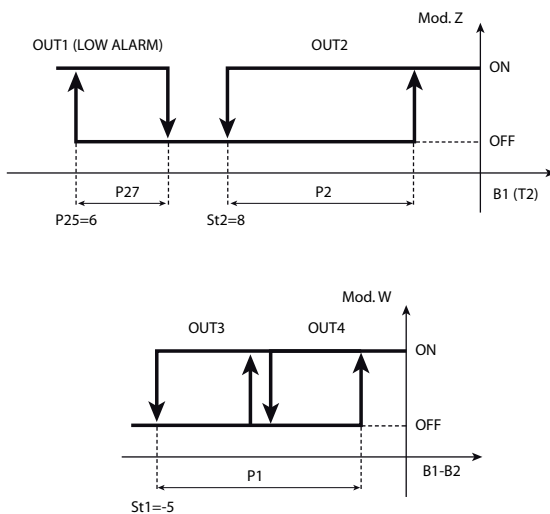 Mod. Z
OUT1 (LOW ALARM)
OUT2
ON
OFF
P27
P2
B1 (T2)
P25=6
St2=8
Mod. W
OUT3
OUT4
ON
OFF
P1
B1-B2
St1=-5